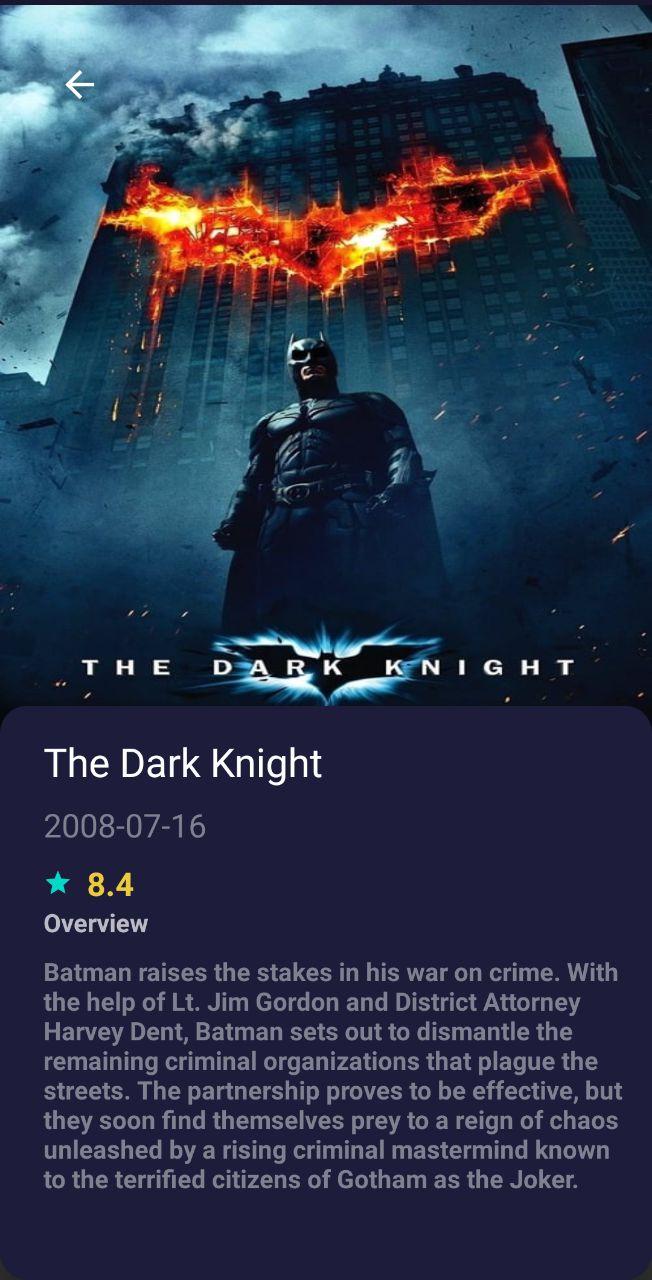 THE DARK KNIGHT
The Dark Knight
2008-07-16
8.4
Overview
Batman raises the stakes in his war on crime. With
the help of Lt. Jim Gordon and District Attorney
Harvey Dent, Batman sets out to dismantle the
remaining criminal organizations that plague the
streets. The partnership proves to be effective, but
they soon find themselves prey to a reign of chaos
unleashed by a rising criminal mastermind known
to the terrified citizens of Gotham as the Joker.